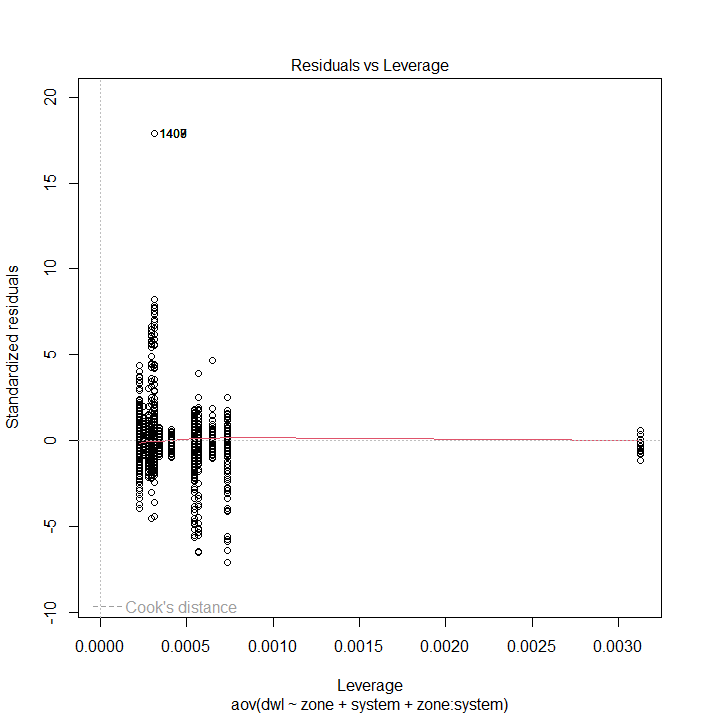 Residuals vs Leverage
20
15
10
5
0
-5
-10
Standardized residuals
Cook's distance
0.0000 0.0005 0.0010 0.0015 0.0020 0.0025 0.0030
Leverage
aov(dwl ~ zone + system + zone:system)